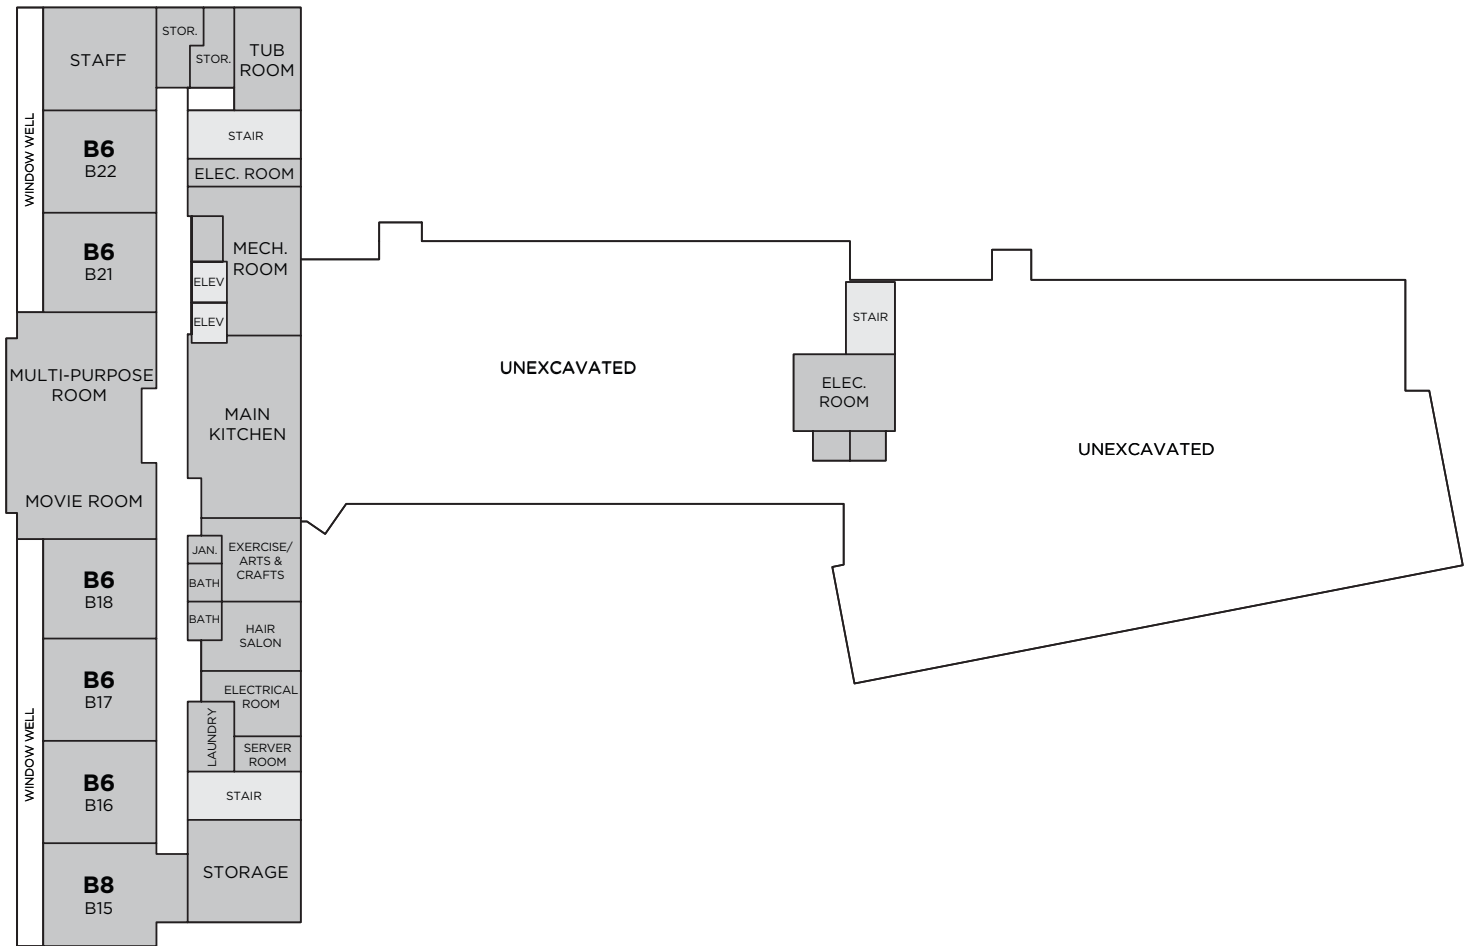 STOR.
STOR.
STAFF
TUB
ROOM
WINDOW WELL
B6
B22
STAIR
ELEC. ROOM
B6
B21
MECH.
ROOM
ELEV
ELEV
STAIR
MULTI-PURPOSE
ROOM
UNEXCAVATED
ELEC.
ROOM
MAIN
KITCHEN
UNEXCAVATED
MOVIE ROOM
JAN.
EXERCISE/
ARTS &
CRAFTS
BATH
B6
B18
BATH
HAIR
SALON
B6
B17
ELECTRICAL
ROOM
LAUNDRY
SERVER
ROOM
WINDOW WELL
B6
B16
STAIR
STORAGE
B8
B15